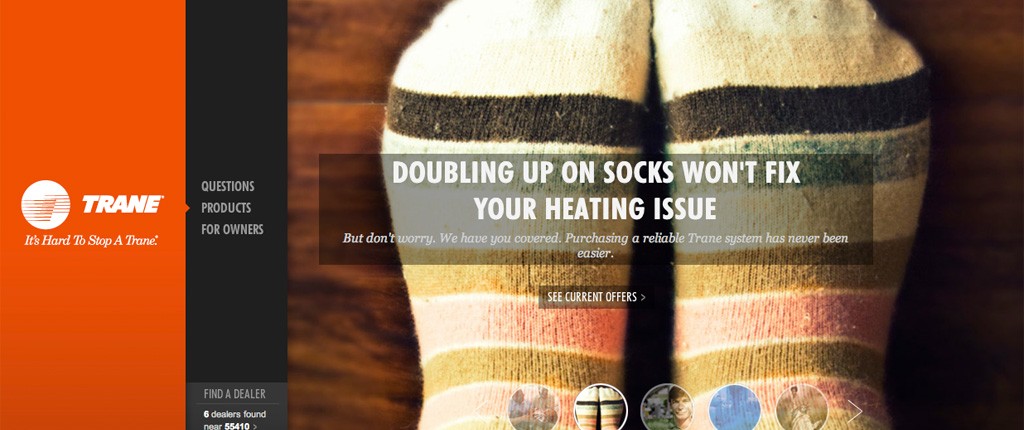 TRANE®
It's Hard To Stop A Trane.®
QUESTIONS
PRODUCTS
FOR OWNERS
FIND A DEALER
6 dealers found
near 55410 >
DOUBLING UP ON SOCKS WON'T FIX
YOUR HEATING ISSUE
But don't worry. We have you covered. Purchasing a reliable Trane system has never been
easier.
SEE CURRENT OFFERS >